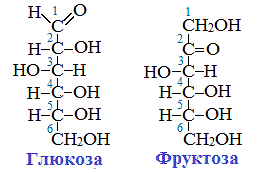 H 1 O
C
2
H–C–OH
3
HO–C–H
4
H–C–OH
5
H–C–OH
6
CH₂OH
Глюкоза
1
CH₂OH
2
C=O
3
HO–C–H
4
H–C–OH
5
H–C–OH
6
CH₂OH
Фруктоза